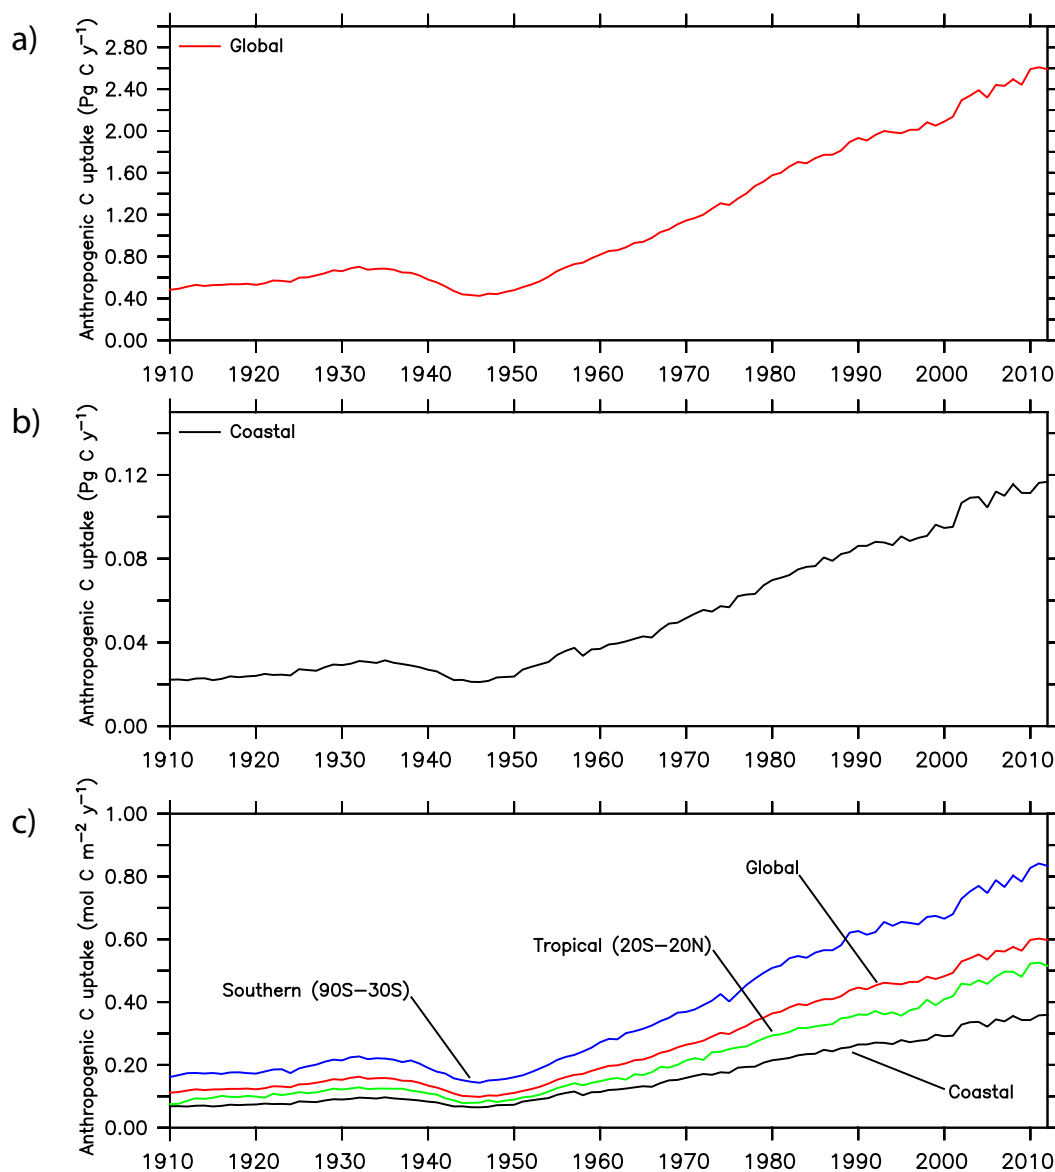 a)
Anthropogenic C uptake (Pg C y−1)
Global
2.80
2.40
2.00
1.60
1.20
0.80
0.40
0.00
1910 1920 1930 1940 1950 1960 1970 1980 1990 2000 2010
b)
Anthropogenic C uptake (Pg C y−1)
Coastal
0.12
0.08
0.04
0.00
1910 1920 1930 1940 1950 1960 1970 1980 1990 2000 2010
c)
Anthropogenic C uptake (mol C m−2 y−1)
1.00
0.80
0.60
0.40
0.20
0.00
Global
Tropical (20S−20N)
Southern (90S−30S)
Coastal
1910 1920 1930 1940 1950 1960 1970 1980 1990 2000 2010